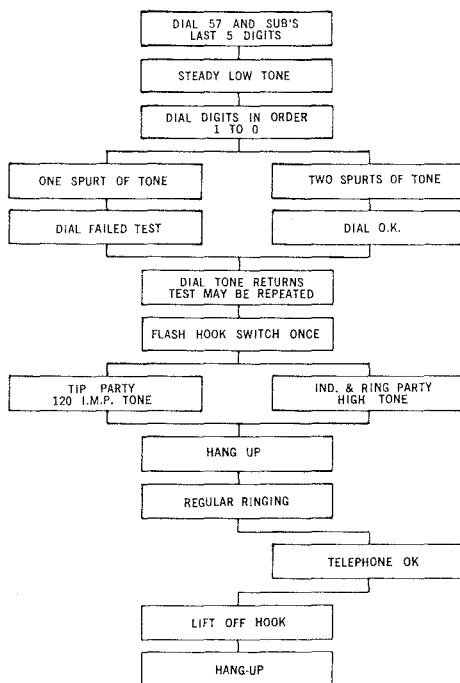 DIAL 57 AND SUB'S
LAST 5 DIGITS
STEADY LOW TONE
DIAL DIGITS IN ORDER
1 TO 0
ONE SPURT OF TONE
TWO SPURTS OF TONE
DIAL FAILED TEST
DIAL O.K.
DIAL TONE RETURNS
TEST MAY BE REPEATED
FLASH HOOK SWITCH ONCE
TIP PARTY
120 I.M.P. TONE
IND. & RING PARTY
HIGH TONE
HANG UP
REGULAR RINGING
TELEPHONE OK
LIFT OFF HOOK
HANG-UP